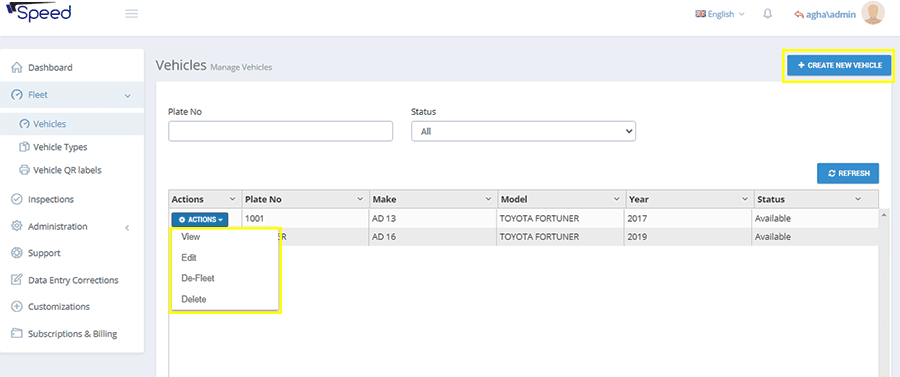 Speed
English
agha\admin
Dashboard
Fleet
Vehicles
Vehicle Types
Vehicle QR labels
Inspections
Administration
Support
Data Entry Corrections
Customizations
Subscriptions & Billing
Vehicles Manage Vehicles
+ CREATE NEW VEHICLE
Plate No
Status
All
REFRESH
Actions Plate No Make Model Year Status
ACTIONS 1001 AD 13 TOYOTA FORTUNER 2017 Available
ER AD 16 TOYOTA FORTUNER 2019 Available
View
Edit
De-Fleet
Delete